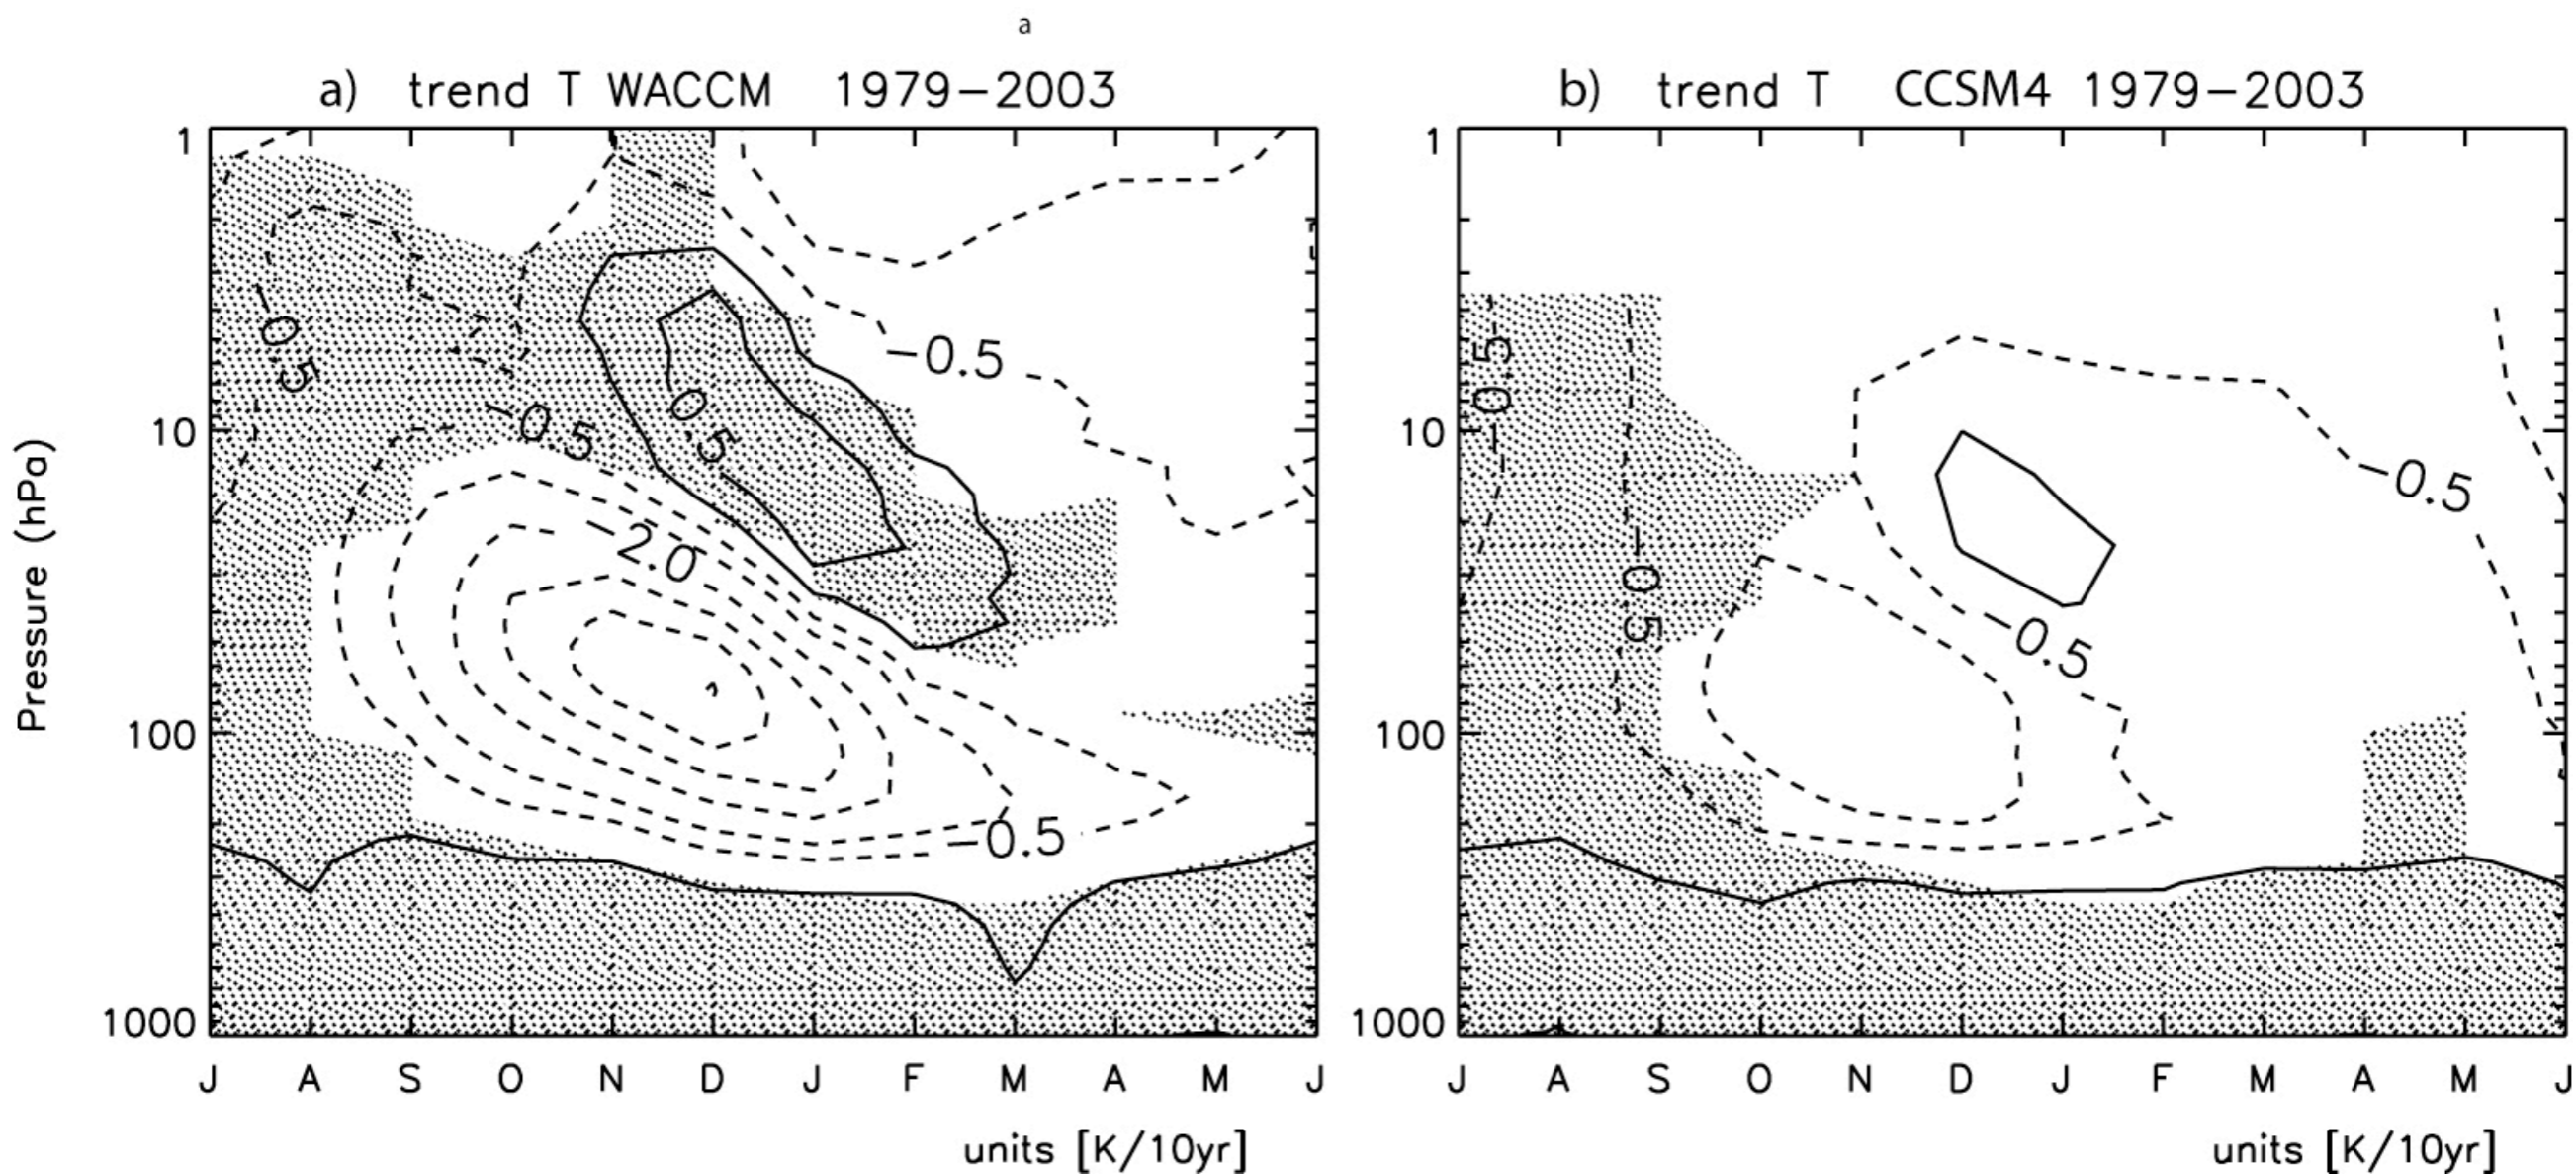 a
a) trend T WACCM 1979-2003
b) trend T CCSM4 1979-2003
Pressure (hPa)
1
10
100
1000
-0.5
-0.5
0.5
-0.5
-2.0
-0.5
J A S O N D J F M A M J
units [K/10yr]
1
10
100
1000
-0.5
-0.5
-0.5
-0.5
J A S O N D J F M A M J
units [K/10yr]